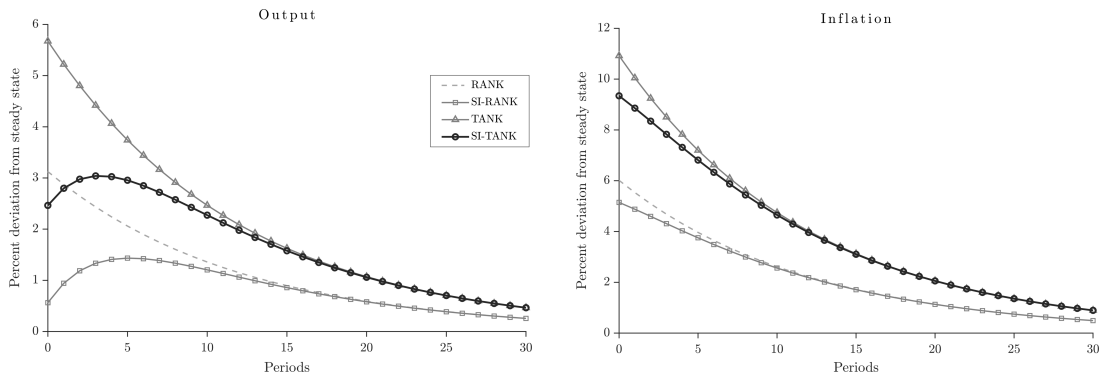 Output
6
5
4
3
2
1
0
Percent deviation from steady state
0 5 10 15 20 25 30
Periods
RANK
SI-RANK
TANK
SI-TANK
Inflation
12
10
8
6
4
2
0
Percent deviation from steady state
0 5 10 15 20 25 30
Periods